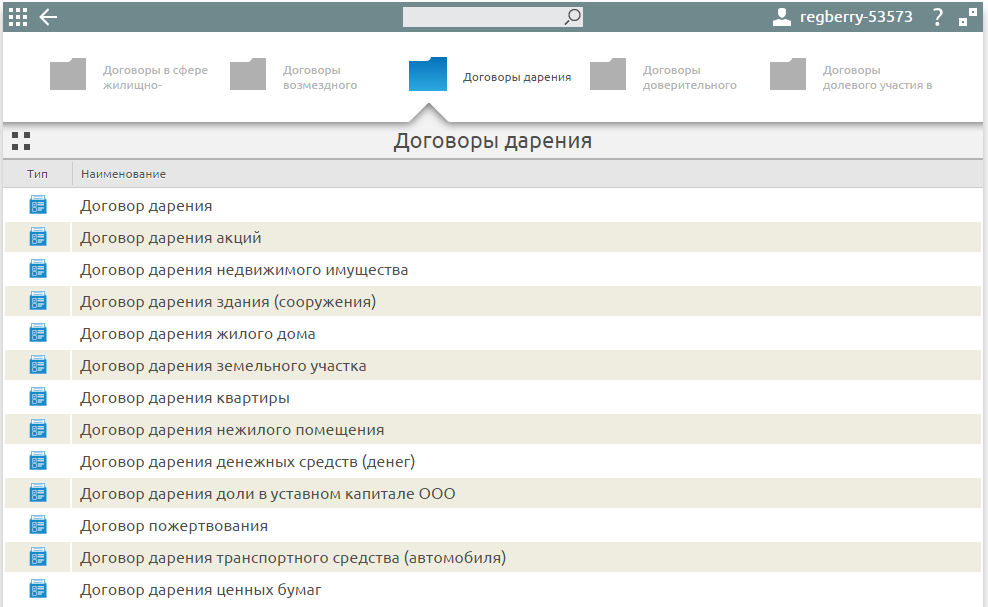 regberry-53573 ?
Договоры в сфере
жилищно-
Договоры
возмездного
Договоры дарения
Договоры
доверительного
Договоры
долевого участия в
Договоры дарения
Тип Наименование
Договор дарения
Договор дарения акций
Договор дарения недвижимого имущества
Договор дарения здания (сооружения)
Договор дарения жилого дома
Договор дарения земельного участка
Договор дарения квартиры
Договор дарения нежилого помещения
Договор дарения денежных средств (денег)
Договор дарения доли в уставном капитале ООО
Договор пожертвования
Договор дарения транспортного средства (автомобиля)
Договор дарения ценных бумаг